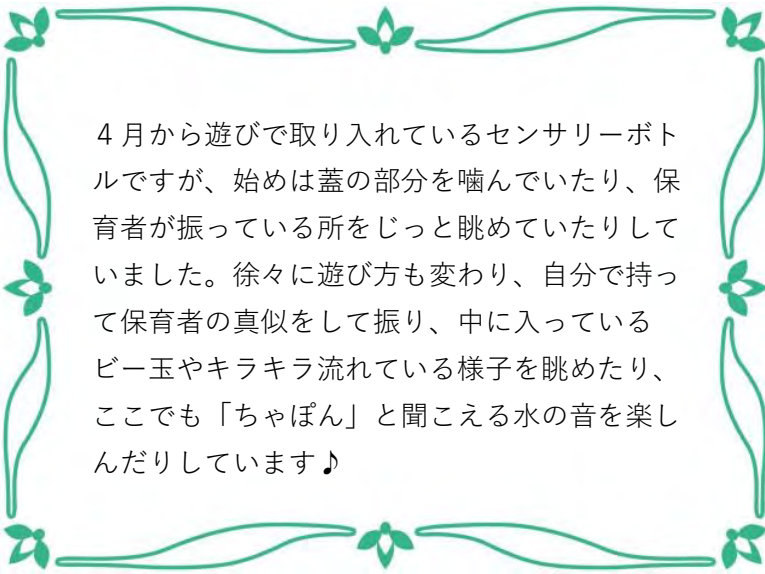 ４月から遊びで取り入れているセンサリーボト
ルですが、始めは蓋の部分を噛んでいたり、保
育者が振っている所をじっと眺めていたりして
いました。徐々に遊び方も変わり、自分で持っ
て保育者の真似をして振り、中に入っている
ビー玉やキラキラ流れている様子を眺めたり、
ここでも「ちゃぽん」と聞こえる水の音を楽し
んだりしています♪